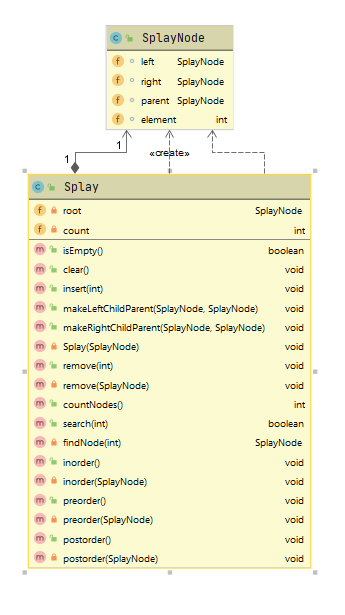 SplayNode
left SplayNode
right SplayNode
parent SplayNode
element int
1
«create»
1
Splay
root SplayNode
count int
isEmpty() boolean
clear() void
insert(int) void
makeLeftChildParent(SplayNode, SplayNode) void
makeRightChildParent(SplayNode, SplayNode) void
Splay(SplayNode) void
remove(int) void
remove(SplayNode) void
countNodes() int
search(int) boolean
findNode(int) SplayNode
inorder() void
inorder(SplayNode) void
preorder() void
preorder(SplayNode) void
postorder() void
postorder(SplayNode) void